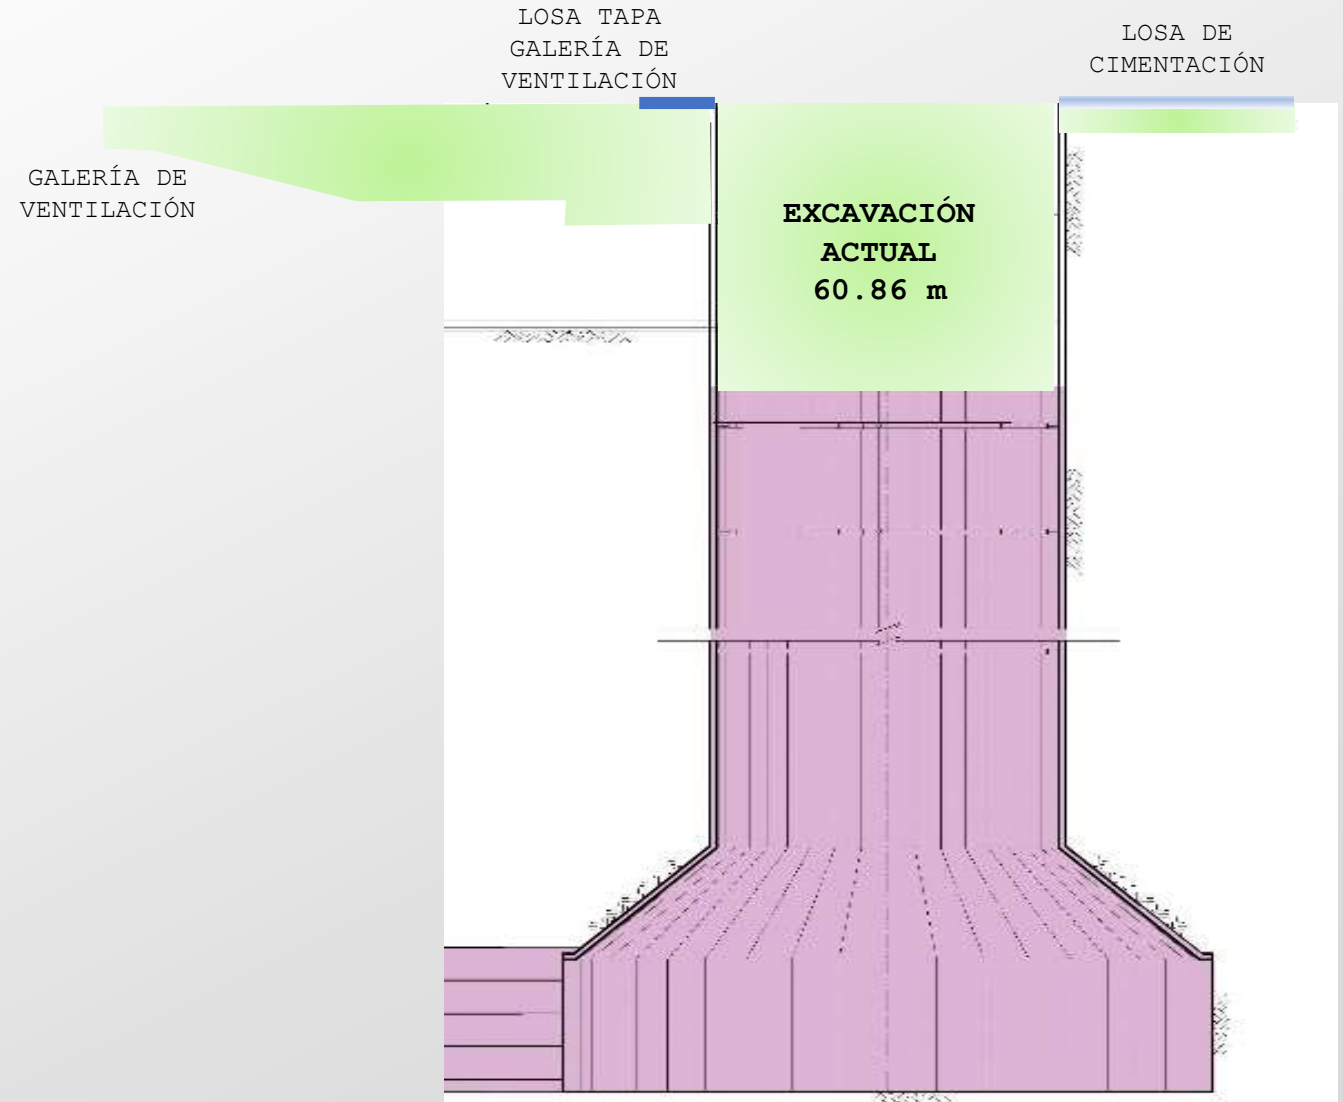 LOSA TAPA
GALERÍA DE
VENTILACIÓN
LOSA DE
CIMENTACIÓN
GALERÍA DE
VENTILACIÓN
EXCAVACIÓN
ACTUAL
60.86 m